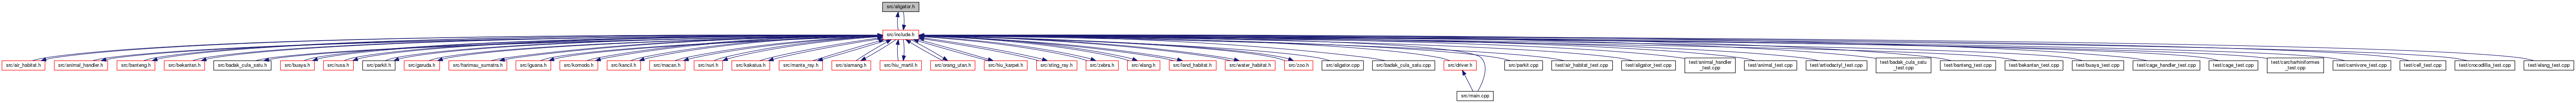 src/aligator.h
src/include.h
src/air_habitat.h
src/animal_handler.h
src/banteng.h
src/bekantan.h
src/badak_cula_satu.h
src/buaya.h
src/rusa.h
src/parkit.h
src/garuda.h
src/harimau_sumatra.h
src/iguana.h
src/komodo.h
src/kancil.h
src/macan.h
src/nuri.h
src/kakatua.h
src/manta_ray.h
src/siamang.h
src/hiu_martil.h
src/orang_utan.h
src/hiu_karpet.h
src/sting_ray.h
src/zebra.h
src/elang.h
src/land_habitat.h
src/water_habitat.h
src/zoo.h
src/aligator.cpp
src/badak_cula_satu.cpp
src/driver.h
src/parkit.cpp
test/air_habitat_test.cpp
test/aligator_test.cpp
test/animal_handler
_test.cpp
test/animal_test.cpp
test/artiodactyl_test.cpp
test/badak_cula_satu
_test.cpp
test/banteng_test.cpp
test/bekantan_test.cpp
test/buaya_test.cpp
test/cage_handler_test.cpp
test/cage_test.cpp
test/carcharhiniformes
_test.cpp
test/carnivore_test.cpp
test/cell_test.cpp
test/crocodilia_test.cpp
test/elang_test.cpp
src/main.cpp